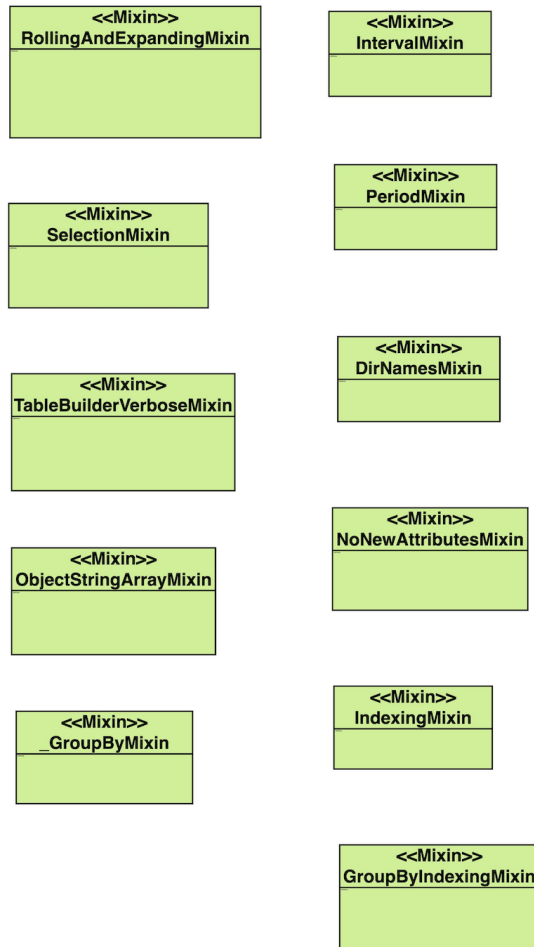 <<Mixin>>
RollingAndExpandingMixin
<<Mixin>>
IntervalMixin
<<Mixin>>
PeriodMixin
<<Mixin>>
SelectionMixin
<<Mixin>>
DirNamesMixin
<<Mixin>>
TableBuilderVerboseMixin
<<Mixin>>
NoNewAttributesMixin
<<Mixin>>
ObjectStringArrayMixin
<<Mixin>>
IndexingMixin
<<Mixin>>
_GroupByMixin
<<Mixin>>
GroupByIndexingMixin